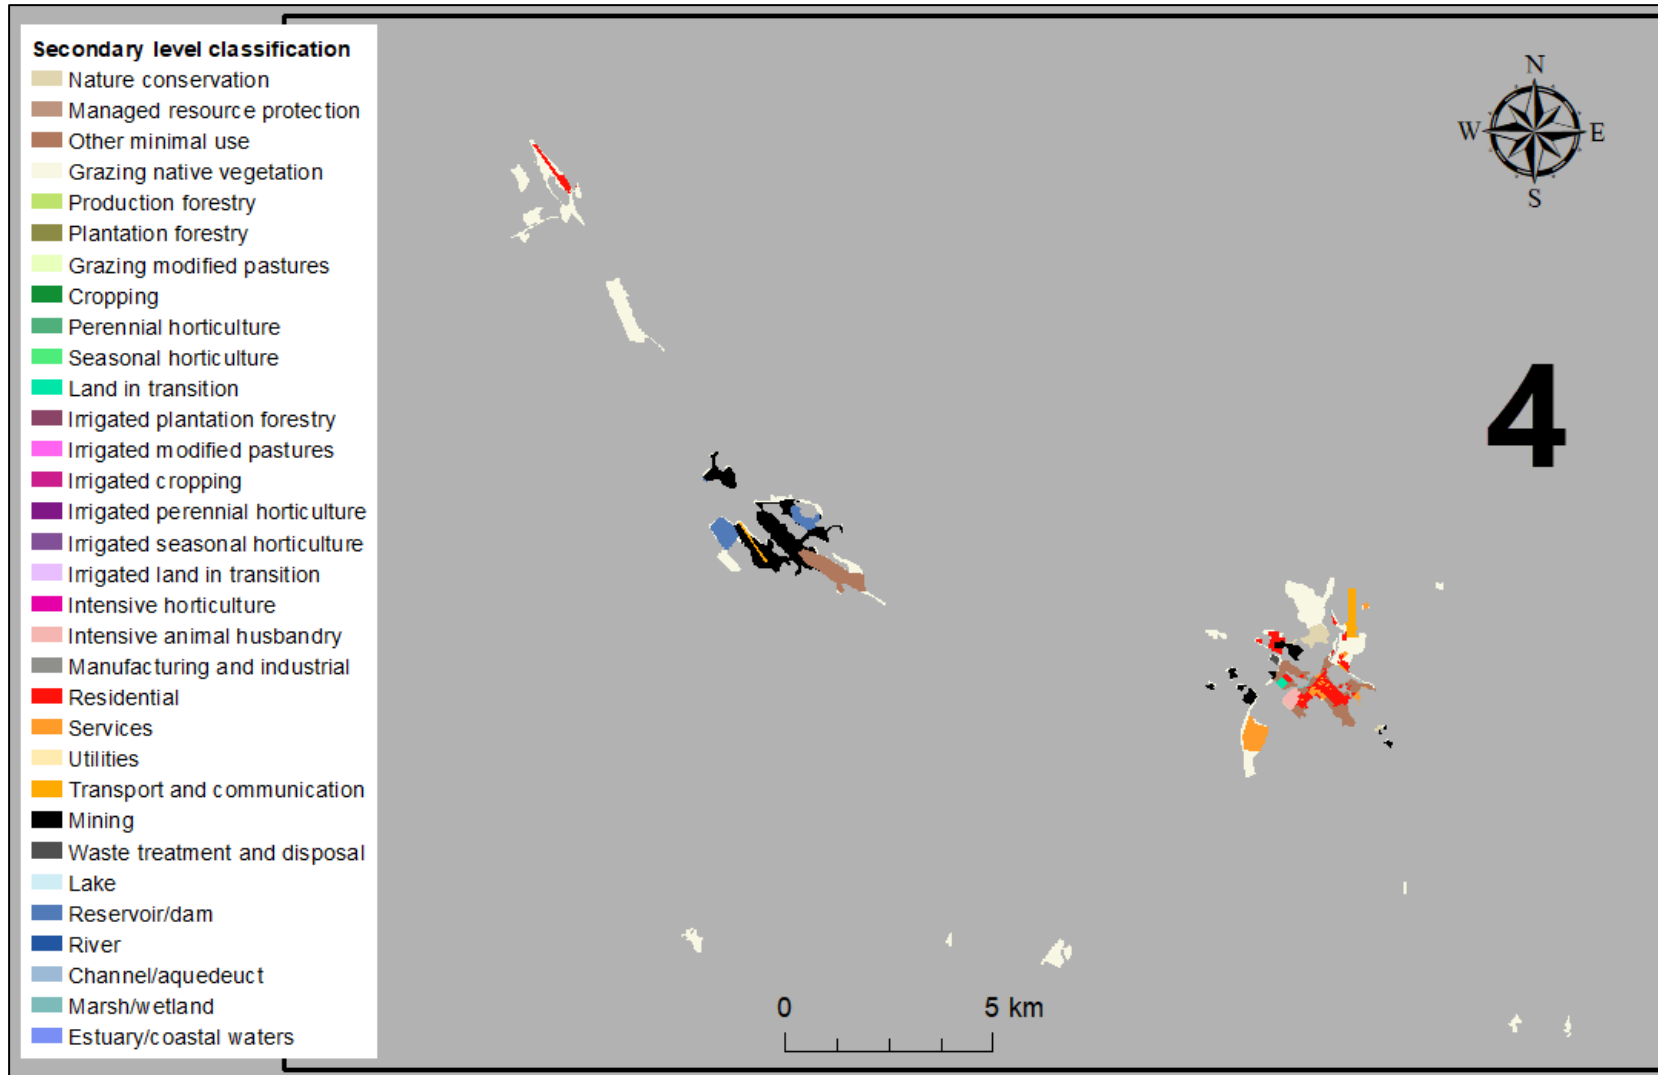 Secondary level classification
Nature conservation
Managed resource protection
Other minimal use
Grazing native vegetation
Production forestry
Plantation forestry
Grazing modified pastures
Cropping
Perennial horticulture
Seasonal horticulture
Land in transition
Irrigated plantation forestry
Irrigated modified pastures
Irrigated cropping
Irrigated perennial horticulture
Irrigated seasonal horticulture
Irrigated land in transition
Intensive horticulture
Intensive animal husbandry
Manufacturing and industrial
Residential
Services
Utilities
Transport and communication
Mining
Waste treatment and disposal
Lake
Reservoir/dam
River
Channel/aquedeuct
Marsh/wetland
Estuary/coastal waters
N
W E
S
4
0 5 km